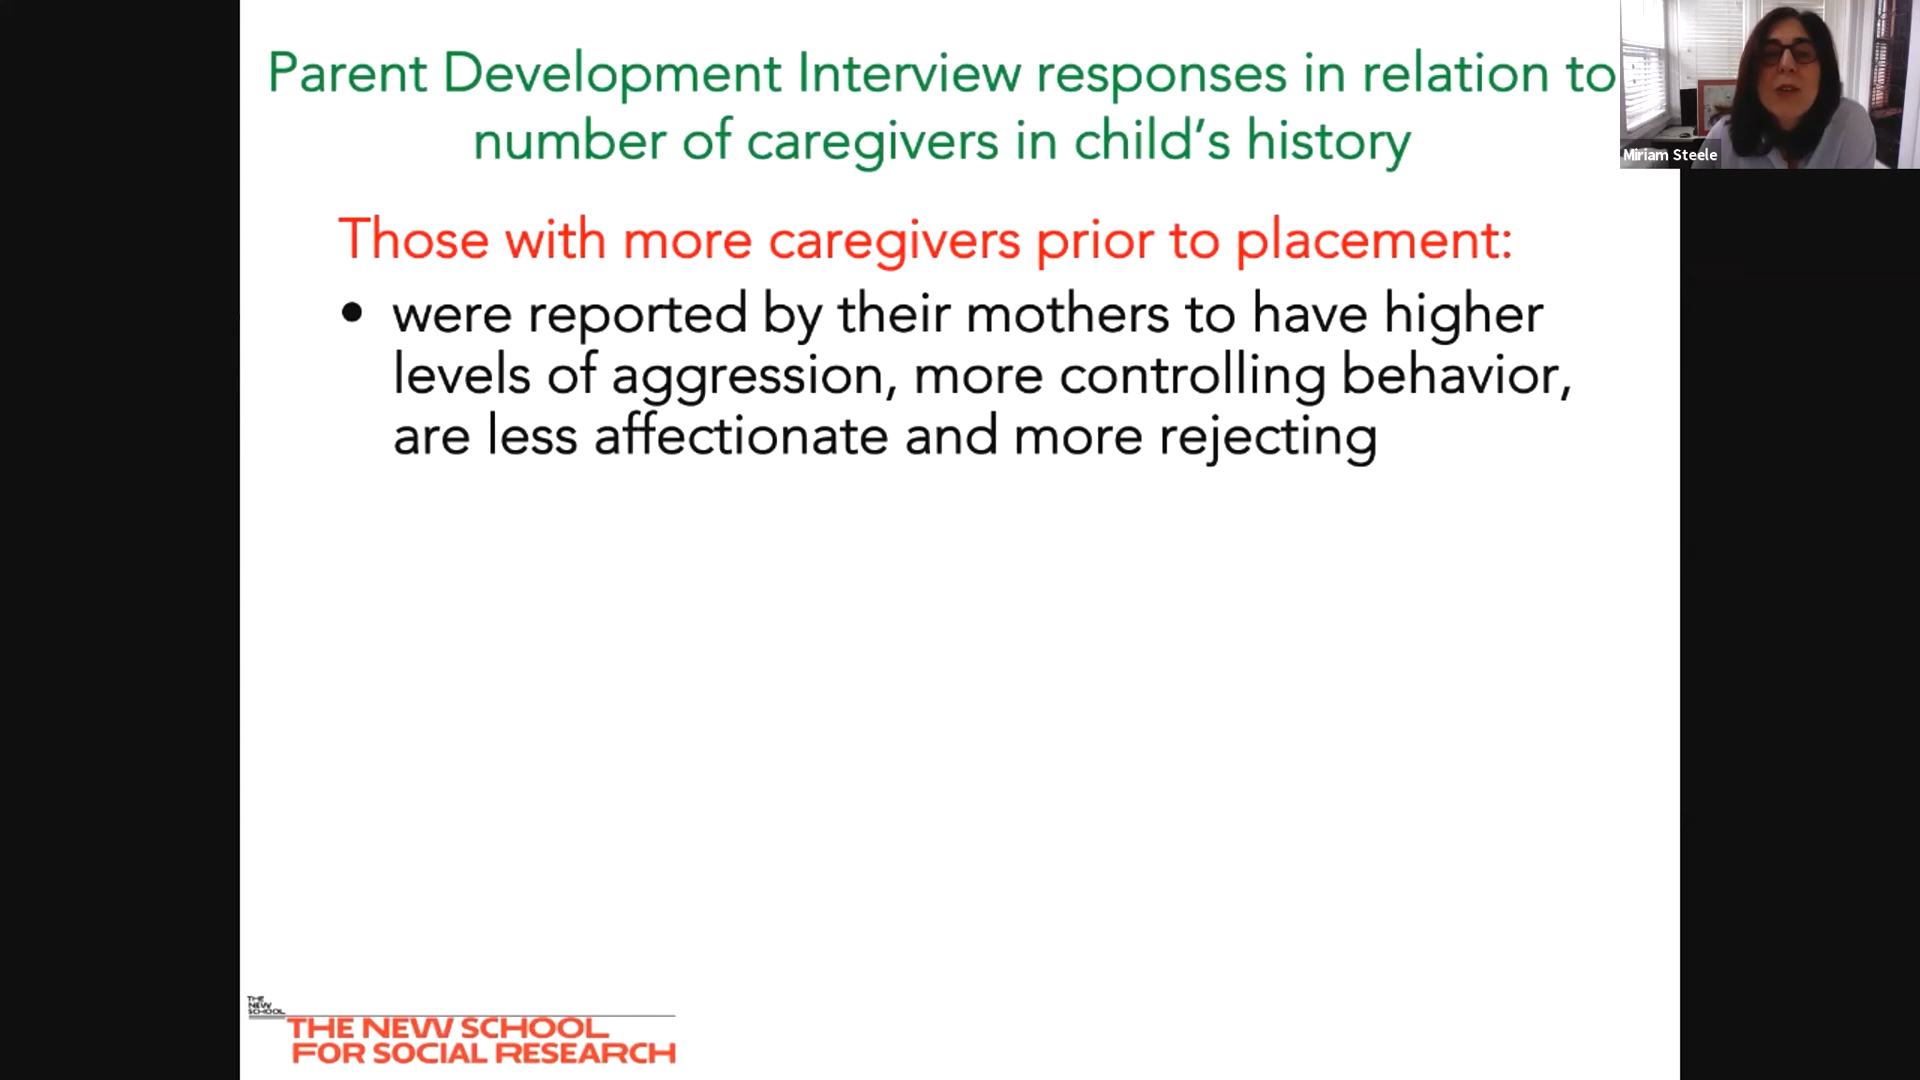 Parent Development Interview responses in relation to
number of caregivers in child's history
Miriam Steele
Those with more caregivers prior to placement:
• were reported by their mothers to have higher
levels of aggression, more controlling behavior,
are less affectionate and more rejecting
THE
NEW
SCHOOL
THE NEW SCHOOL
FOR SOCIAL RESEARCH